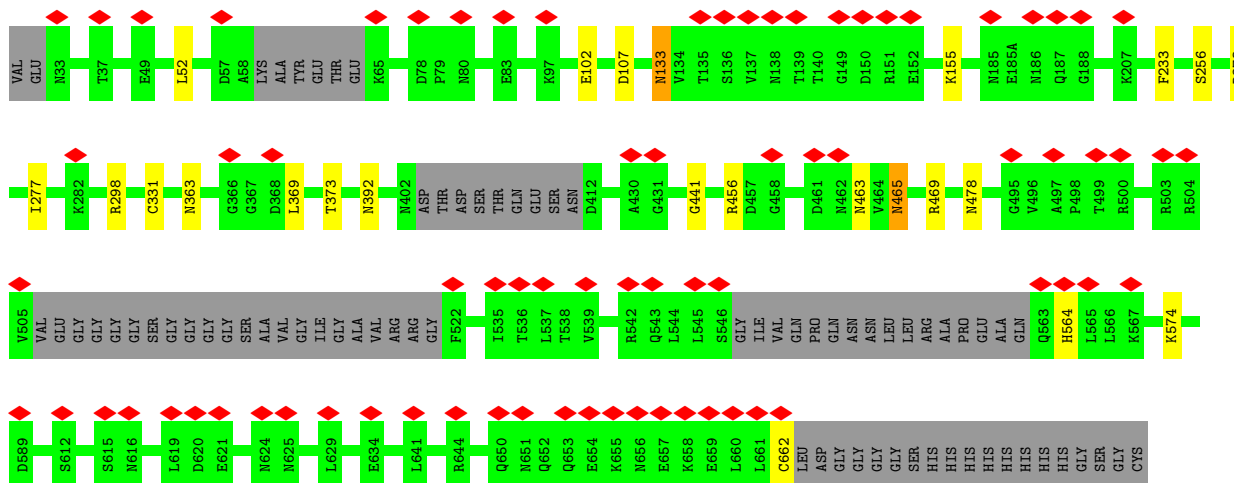 VAL GLU N33 T37 E49 L52 D57 A58 LYS ALA TYR GLU THR GLU K65 D78 P79 N80 E83 K97 E102 D107 N133 V134 T135 S136 V137 N138 T139 T140 G149 D150 R151 E152 K155 N185 E185A N186 Q187 G188 K207 F233 S256
I277 K282 R298 C331 N363 G366 G367 D368 L369 T373 N392 N402 ASP THR ASP SER THR GLN GLU SER ASN D412 A430 G431 G441 R456 D457 G458 D461 N462 N463 V464 N465 R469 N478 G495 V496 A497 P498 T499 R500 R503 R504
V505 VAL GLU GLY GLY GLY GLY SER GLY GLY GLY GLY SER ALA VAL GLY ILE GLY ALA VAL ARG ARG GLY F522 I535 T536 L537 T538 V539 R542 Q543 L544 L545 S546 GLY ILE VAL GLN PRO GLN ASN ASN LEU LEU ARG ALA PRO GLU ALA GLN Q563 H564 L565 L566 K567 K574
D589 S612 S615 N616 L619 D620 E621 N624 N625 L629 E634 L641 R644 Q650 N651 Q652 Q653 E654 K655 N656 E657 K658 E659 L660 L661 C662 LEU ASP GLY GLY GLY GLY SER HIS HIS HIS HIS HIS HIS HIS HIS GLY SER GLY CYS